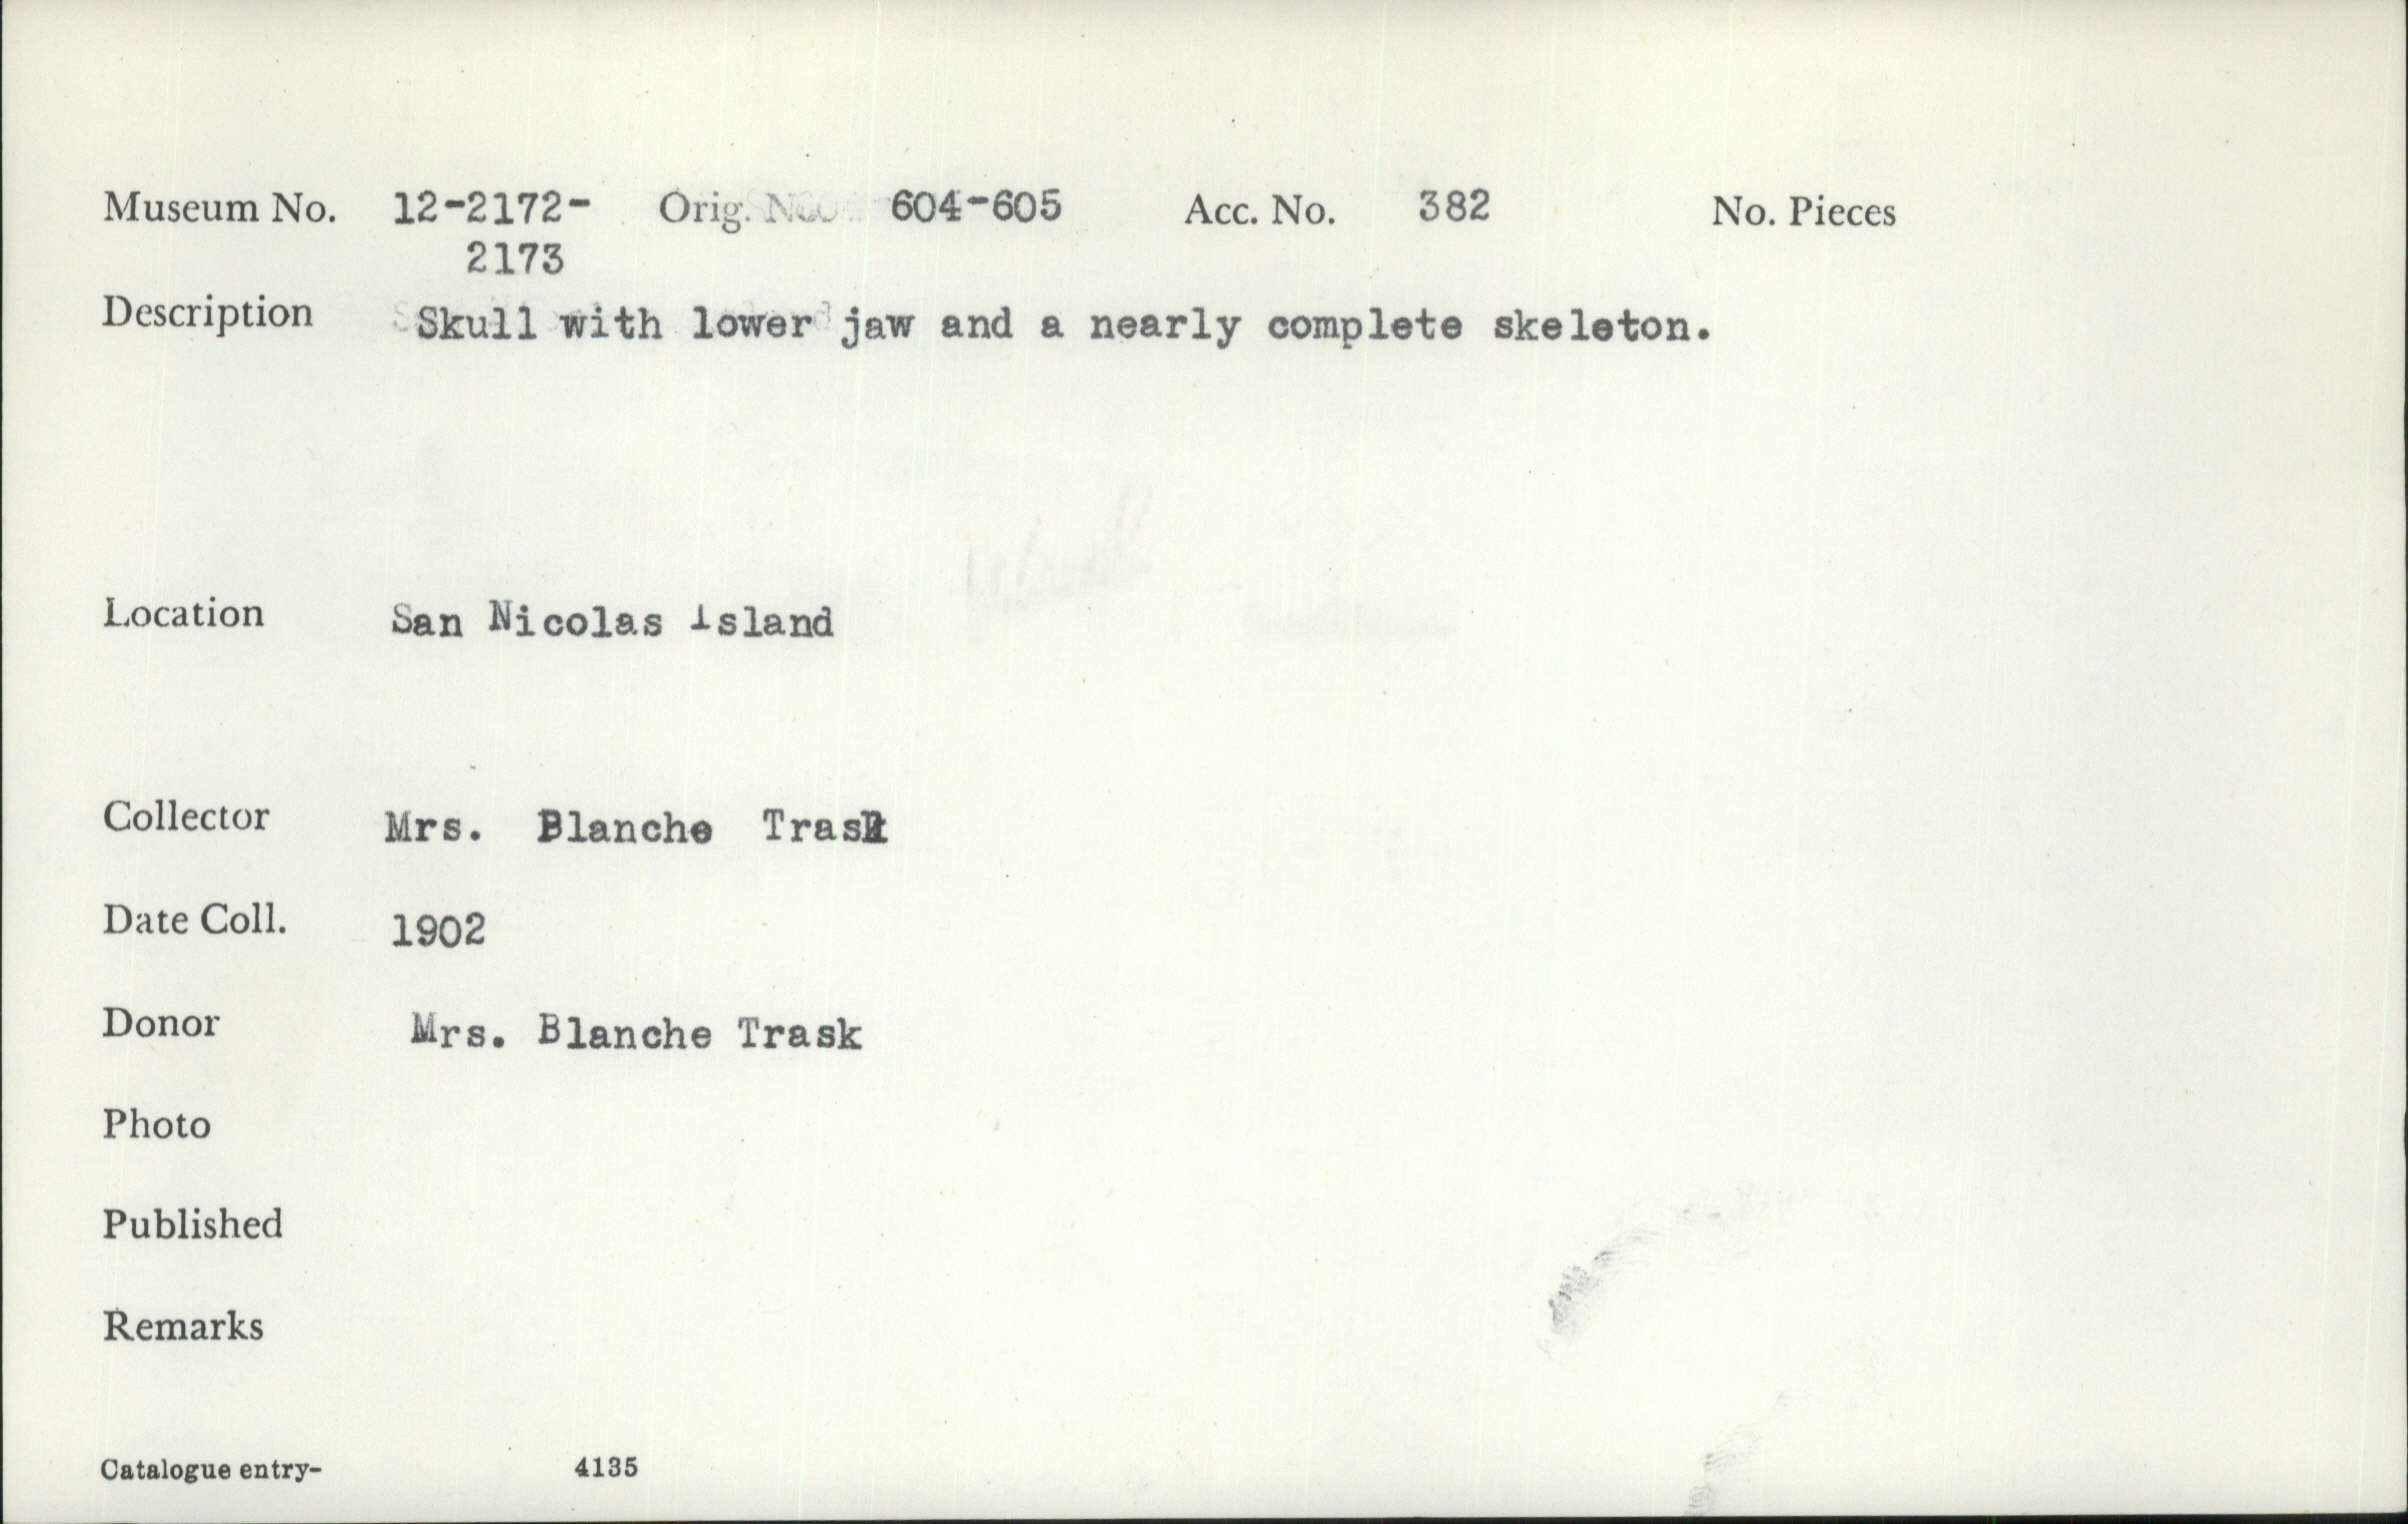 Museum No. 12-2172- Orig. No. 604-605 Acc. No. 382 No. Pieces
2173
Description Skull with lower jaw and a nearly complete skeleton.
Location San Nicolas Island
Collector Mrs. Blanche Trask
Date Coll. 1902
Donor Mrs. Blanche Trask
Photo
Published
Remarks
Catalogue entry- 4135